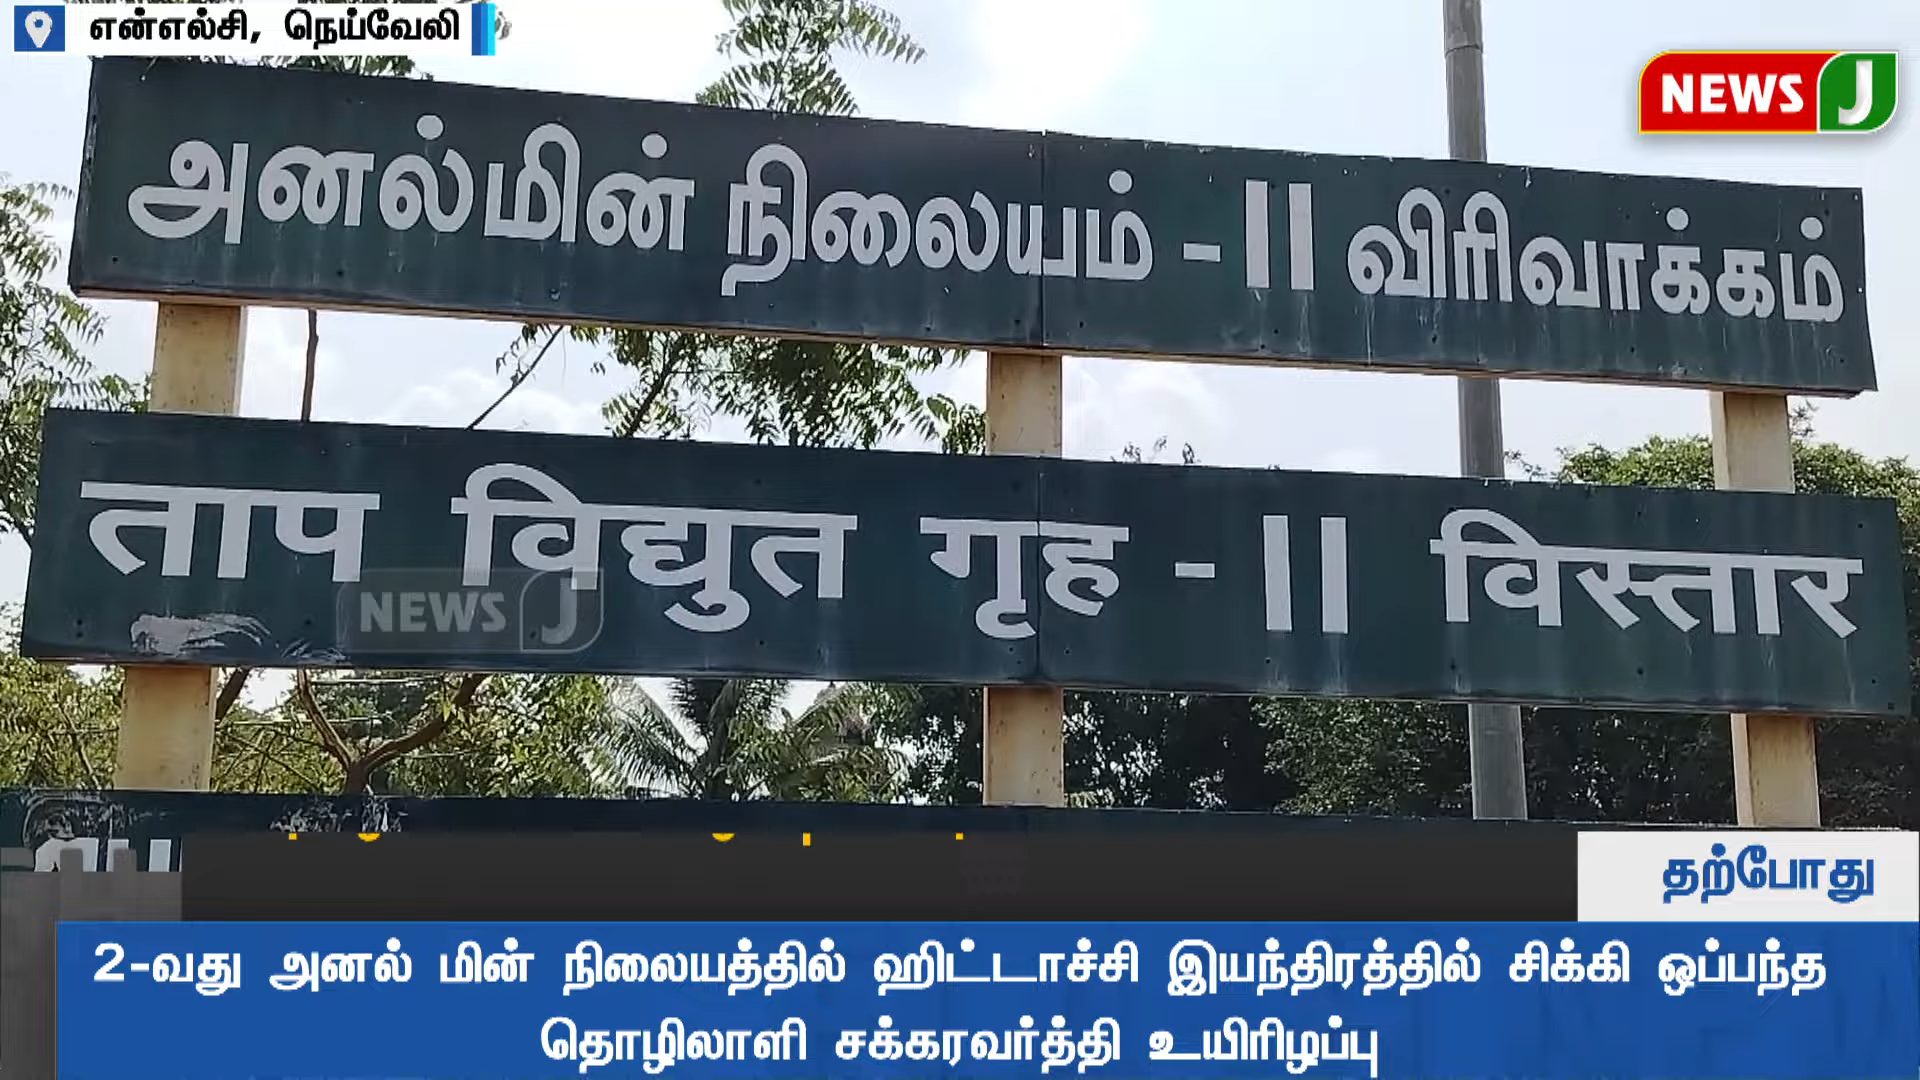 என்எல்சி, நெய்வேலி
NEWS J
அனல்மின் நிலையம் - II விரிவாக்கம்
ताप विद्युत गृह - II विस्तार
NEWS J
தற்போது
2-வது அனல் மின் நிலையத்தில் ஹிட்டாச்சி இயந்திரத்தில் சிக்கி ஒப்பந்த
தொழிலாளி சக்கரவர்த்தி உயிரிழப்பு